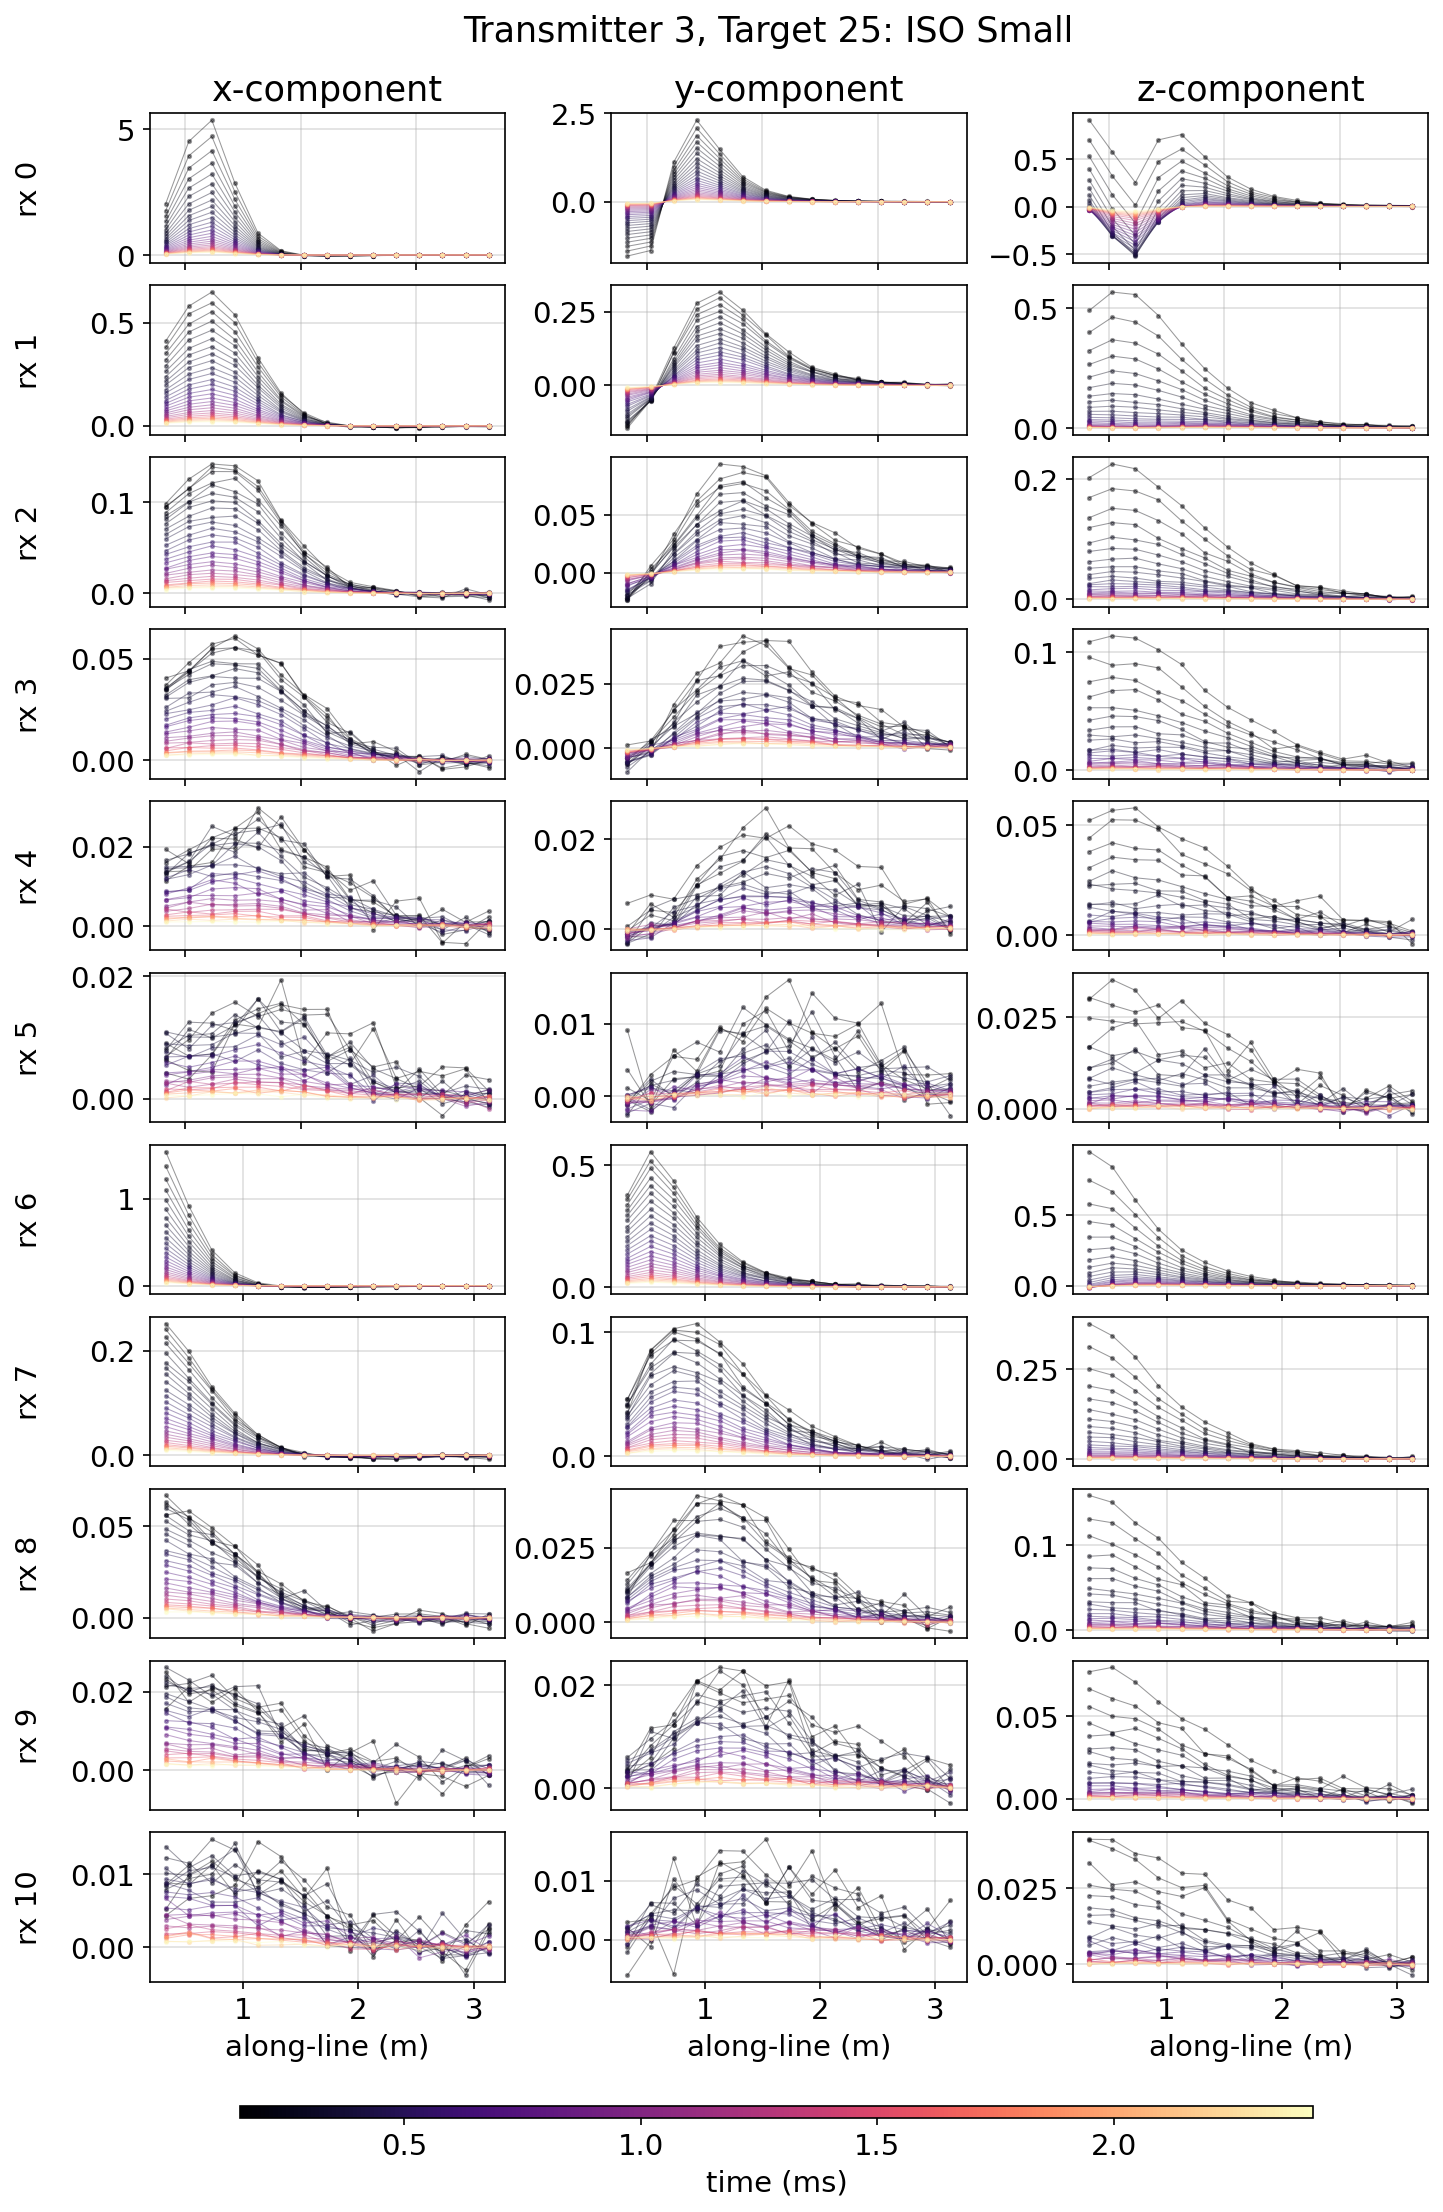 Transmitter 3, Target 25: ISO Small
x-component y-component z-component
rx 0 5 0 2.5 0.0 0.5 0.0 −0.5
rx 1 0.5 0.0 0.25 0.00 0.5 0.0
rx 2 0.1 0.0 0.05 0.00 0.2 0.0
rx 3 0.05 0.00 0.025 0.000 0.1 0.0
rx 4 0.02 0.00 0.02 0.00 0.05 0.00
rx 5 0.02 0.00 0.01 0.00 0.025 0.000
rx 6 1 0 0.5 0.0 0.5 0.0
rx 7 0.2 0.0 0.1 0.0 0.25 0.00
rx 8 0.05 0.00 0.025 0.000 0.1 0.0
rx 9 0.02 0.00 0.02 0.00 0.05 0.00
rx 10 0.01 0.00 0.01 0.00 0.025 0.000
1 2 3 1 2 3 1 2 3
along-line (m) along-line (m) along-line (m)
0.5 1.0 1.5 2.0
time (ms)